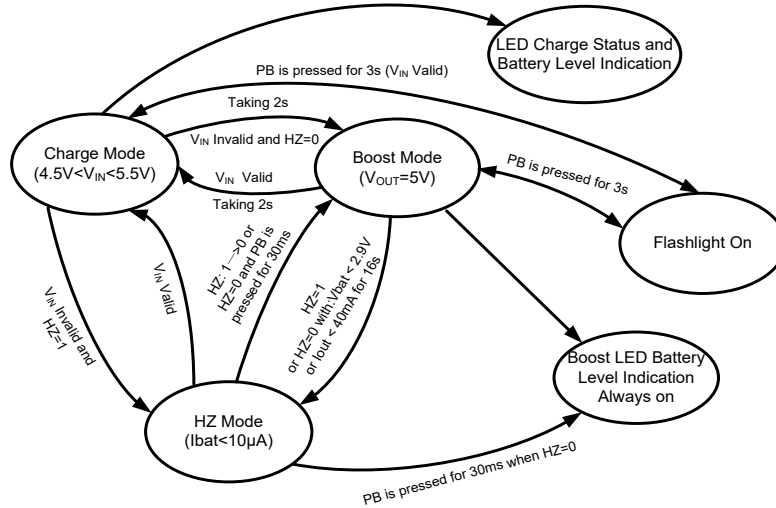 LED Charge Status and
Battery Level Indication
PB is pressed for 3s (VIN Valid)
Taking 2s
VIN Invalid and HZ=0
Charge Mode
(4.5V<VIN<5.5V)
Boost Mode
(VOUT=5V)
VIN Valid
Taking 2s
PB is pressed for 3s
Flashlight On
HZ: 1—>0 or
HZ=0 and PB is
pressed for 30ms
HZ=1
or HZ=0 with:Vbat < 2.9V
or Iout < 40mA for 16s
VIN Valid
VIN Invalid and
HZ=1
Boost LED Battery
Level Indication
Always on
HZ Mode
(Ibat<10µA)
PB is pressed for 30ms when HZ=0